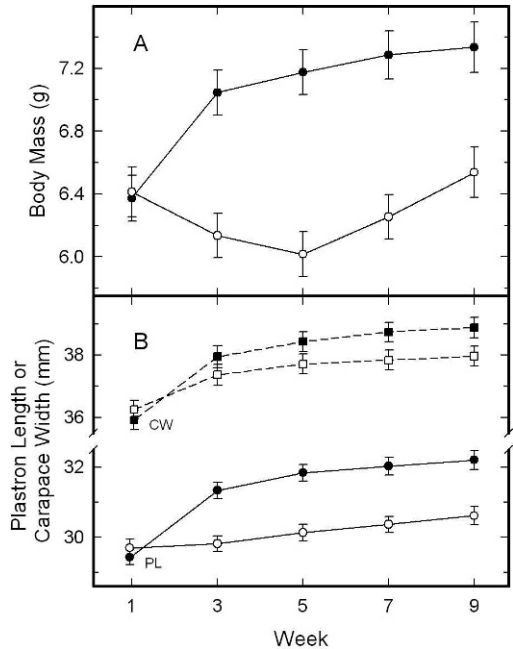 A
7.2
6.8
6.4
6.0
Body Mass (g)
B
38
36
32
30
CW
PL
Plastron Length or
Carapace Width (mm)
1 3 5 7 9
Week